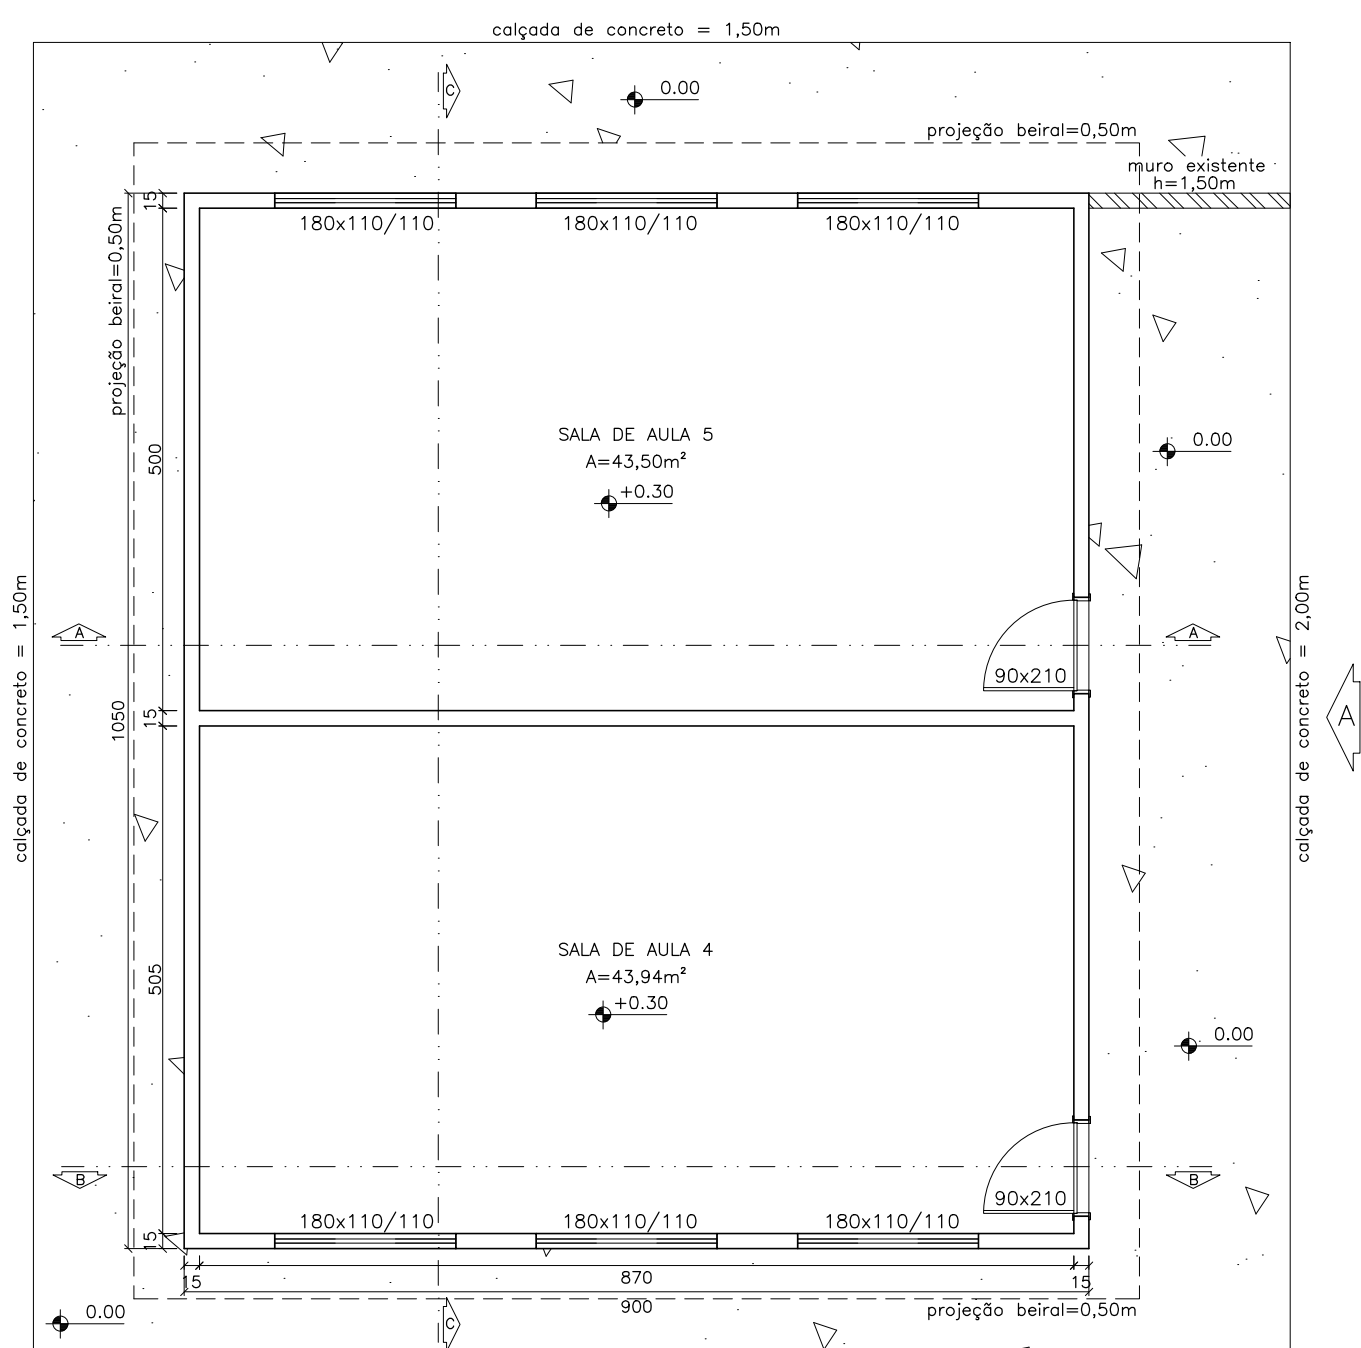 calçada de concreto = 1,50m
C
0.00
projeção beiral=0,50m
muro existente
h=1,50m
15
180x110/110
180x110/110
180x110/110
projeção beiral=0,50m
SALA DE AULA 5
A=43,50m²
+0.30
0.00
500
calçada de concreto = 1,50m
calçada de concreto = 2,00m
A
A
90x210
A
15
1050
SALA DE AULA 4
A=43,94m²
+0.30
505
0.00
B
B
90x210
180x110/110
180x110/110
180x110/110
15
15
870
15
900
projeção beiral=0,50m
0.00
C